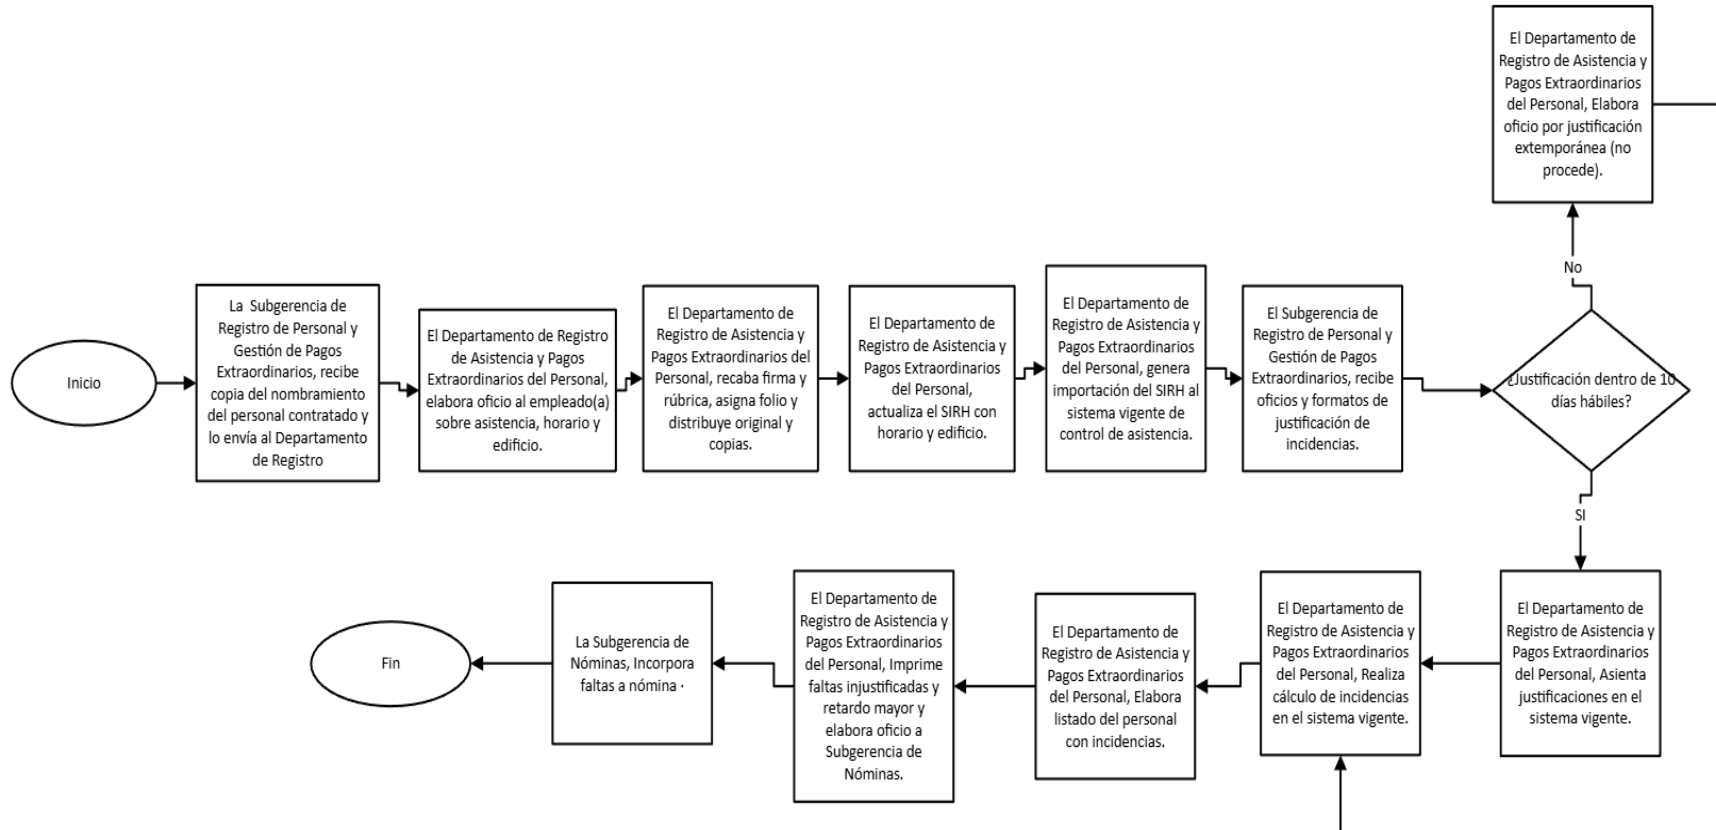 Inicio
La  Subgerencia de
Registro de Personal y
Gestión de Pagos
Extraordinarios, recibe
copia del nombramiento
del personal contratado y
lo envía al Departamento
de Registro
El Departamento de Registro
de Asistencia y Pagos
Extraordinarios del Personal,
elabora oficio al empleado(a)
sobre asistencia, horario y
edificio.
El Departamento de
Registro de Asistencia y
Pagos Extraordinarios del
Personal, recaba firma y
rúbrica, asigna folio y
distribuye original y
copias.
El Departamento de
Registro de Asistencia y
Pagos Extraordinarios
del Personal,
actualiza el SIRH con
horario y edificio.
El Departamento de
Registro de Asistencia y
Pagos Extraordinarios
del Personal, genera
importación del SIRH al
sistema vigente de
control de asistencia.
El Subgerencia de
Registro de Personal y
Gestión de Pagos
Extraordinarios, recibe
oficios y formatos de
justificación de
incidencias.
¿Justificación dentro de 10
días hábiles?
No
El Departamento de
Registro de Asistencia y
Pagos Extraordinarios
del Personal, Elabora
oficio por justificación
extemporánea (no
procede).
SI
El Departamento de
Registro de Asistencia y
Pagos Extraordinarios
del Personal, Asienta
justificaciones en el
sistema vigente.
El Departamento de
Registro de Asistencia y
Pagos Extraordinarios
del Personal, Realiza
cálculo de incidencias
en el sistema vigente.
El Departamento de
Registro de Asistencia y
Pagos Extraordinarios
del Personal, Elabora
listado del personal
con incidencias.
El Departamento de
Registro de Asistencia y
Pagos Extraordinarios
del Personal, Imprime
faltas injustificadas y
retardo mayor y
elabora oficio a
Subgerencia de
Nóminas.
La Subgerencia de
Nóminas, Incorpora
faltas a nómina ·
Fin